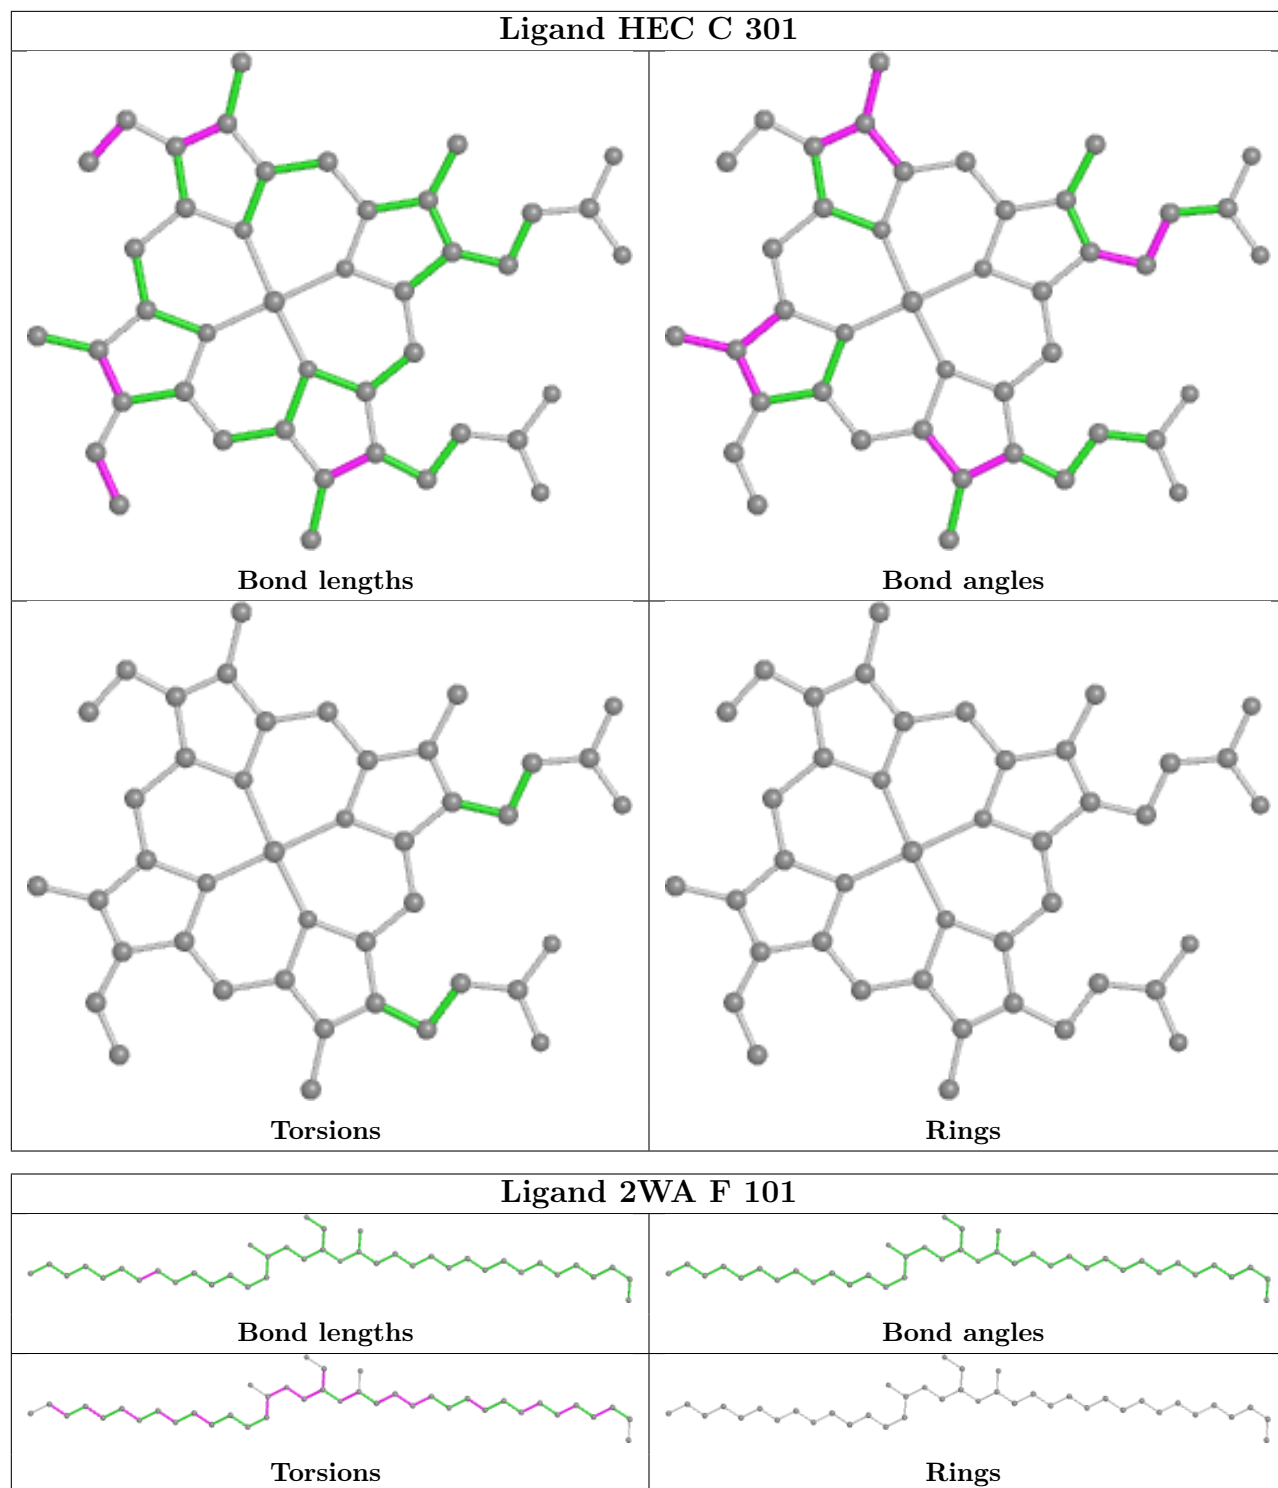 Ligand HEC C 301
Bond lengths
Bond angles
Torsions
Rings
Ligand 2WA F 101
Bond lengths
Bond angles
Torsions
Rings